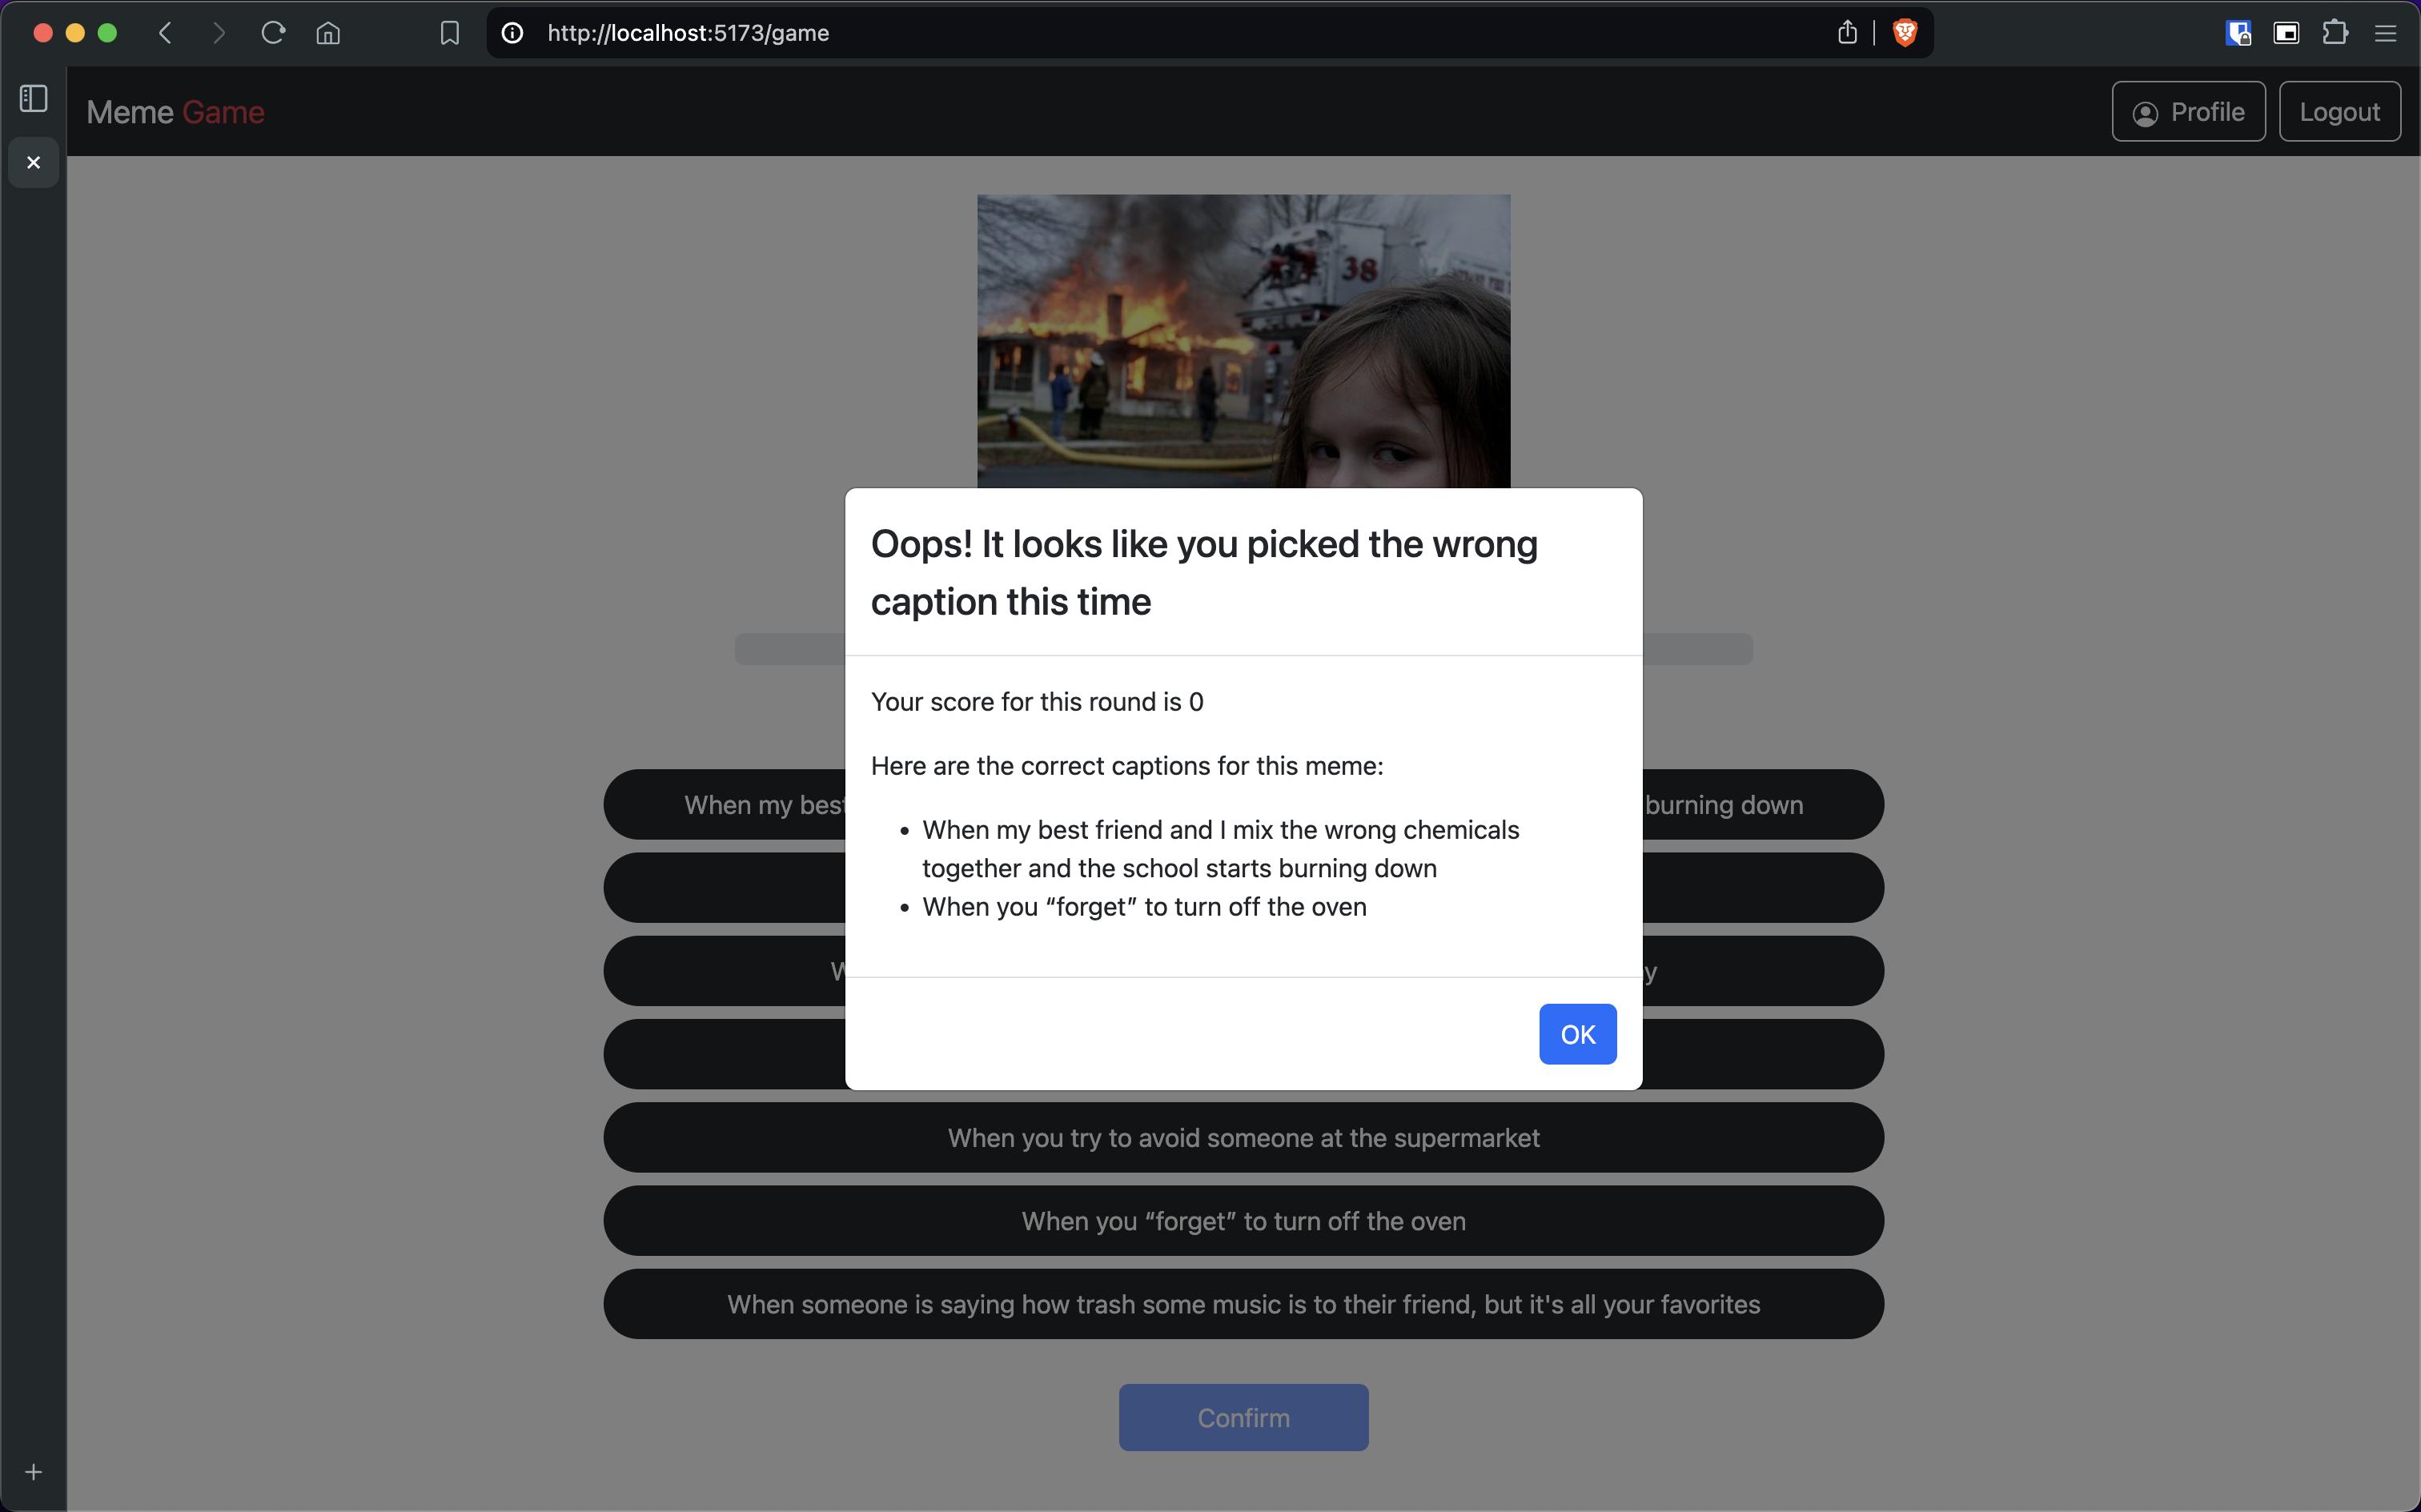 http://localhost:5173/game
Meme Game
Profile
Logout
38
Oops! It looks like you picked the wrong
caption this time
Your score for this round is 0
Here are the correct captions for this meme:
• When my best friend and I mix the wrong chemicals
together and the school starts burning down
• When you “forget” to turn off the oven
OK
When my best
burning down
y
When you try to avoid someone at the supermarket
When you “forget” to turn off the oven
When someone is saying how trash some music is to their friend, but it's all your favorites
Confirm